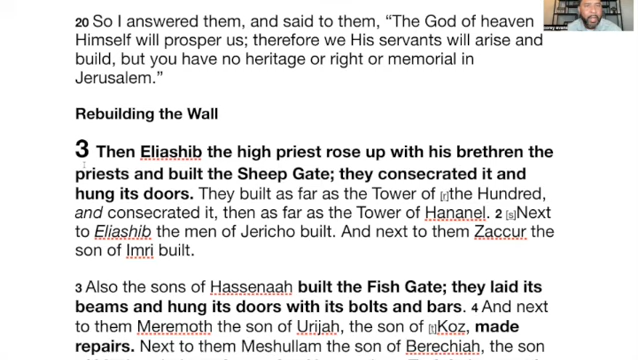 20 So I answered them, and said to them, “The God of heaven
Himself will prosper us; therefore we His servants will arise and
build, but you have no heritage or right or memorial in
Jerusalem.”
Rebuilding the Wall
3 Then Eliashib the high priest rose up with his brethren the
priests and built the Sheep Gate; they consecrated it and
hung its doors. They built as far as the Tower of [r]the Hundred,
and consecrated it, then as far as the Tower of Hananel. 2 [s]Next
to Eliashib the men of Jericho built. And next to them Zaccur the
son of Imri built.
3 Also the sons of Hassenaah built the Fish Gate; they laid its
beams and hung its doors with its bolts and bars. 4 And next
to them Meremoth the son of Urijah, the son of [t]Koz, made
repairs. Next to them Meshullam the son of Berechiah, the son